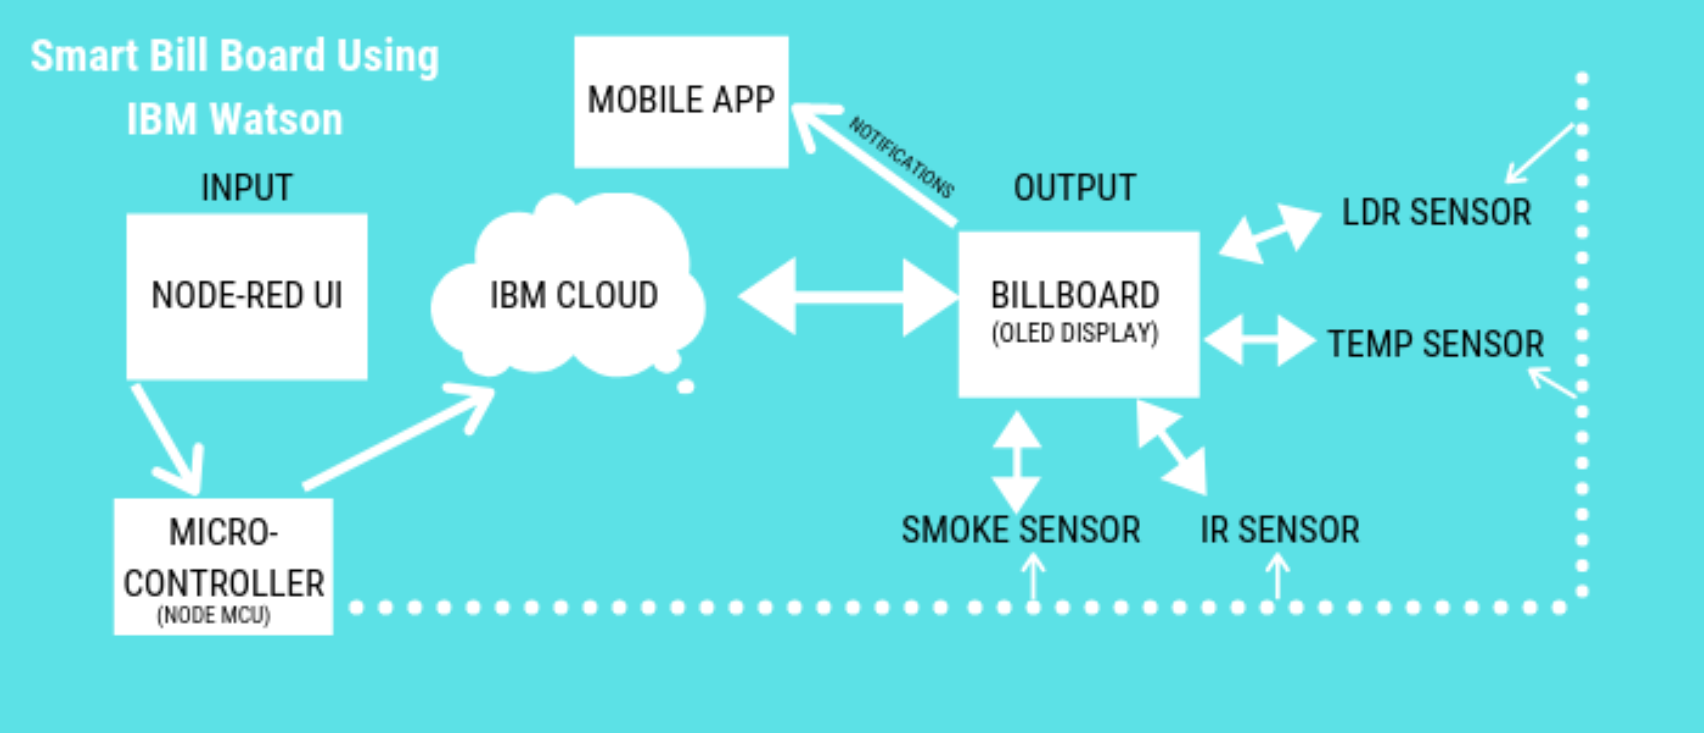 Smart Bill Board Using
IBM Watson
INPUT
NODE-RED UI
MICRO-
CONTROLLER
(NODE MCU)
IBM CLOUD
MOBILE APP
NOTIFICATIONS
OUTPUT
BILLBOARD
(OLED DISPLAY)
LDR SENSOR
TEMP SENSOR
SMOKE SENSOR
IR SENSOR